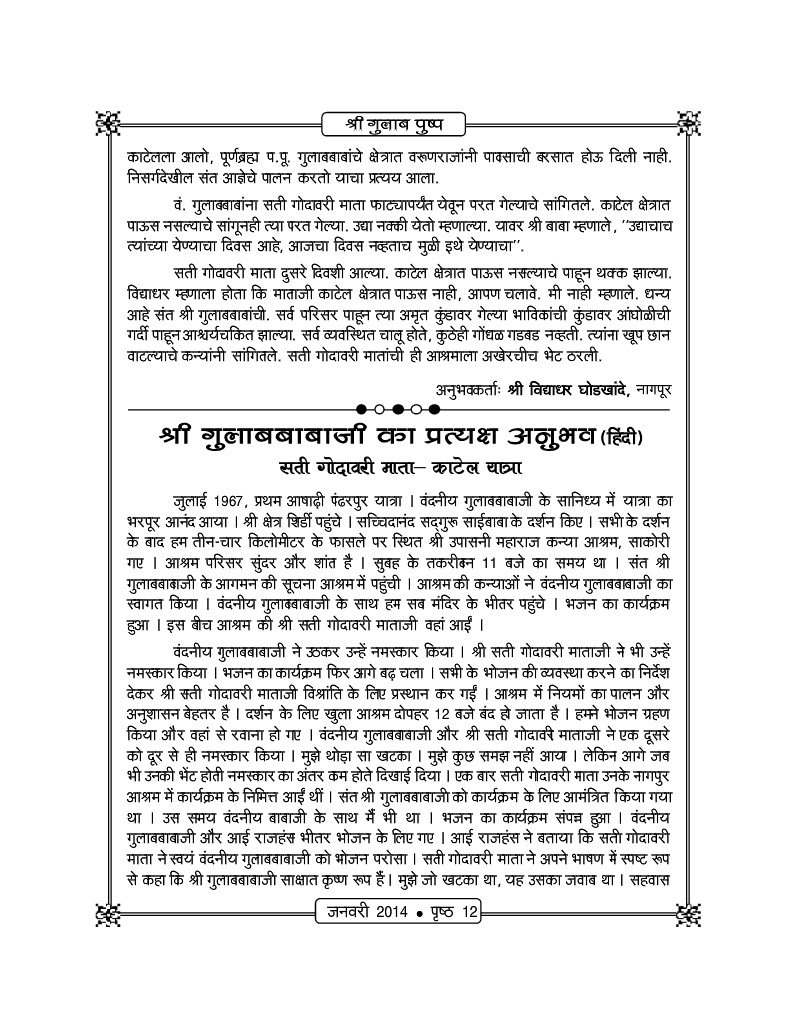 श्री गुलाब पुष्प
काटेलला आलो, पूर्णब्रह्म प.पू. गुलाबबाबांचे क्षेत्रात वरूणराजांनी पावसाची बरसात होऊ दिली नाही.
निसर्गदेखील संत आज्ञेचे पालन करतो याचा प्रत्यय आला.
वं. गुलाबबाबांना सती गोदावरी माता फाट्यापर्यंत येवून परत गेल्याचे सांगितले. काटेल क्षेत्रात
पाऊस नसल्याचे सांगूनही त्या परत गेल्या. उद्या नक्की येतो म्हणाल्या. यावर श्री बाबा म्हणाले, ‘‘उद्याचाच
त्यांच्या येण्याचा दिवस आहे, आजचा दिवस नव्हताच मुळी इथे येण्याचा’’.
सती गोदावरी माता दुसरे दिवशी आल्या. काटेल क्षेत्रात पाऊस नसल्याचे पाहून थक्क झाल्या.
विद्याधर म्हणाला होता कि माताजी काटेल क्षेत्रात पाऊस नाही, आपण चलावे. मी नाही म्हणाले. धन्य
आहे संत श्री गुलाबबाबांची. सर्व परिसर पाहून त्या अमृत कुंडावर गेल्या भाविकांची कुंडावर आंघोळीची
गर्दी पाहून आश्चर्यचकित झाल्या. सर्व व्यवस्थित चालू होते, कुठेही गोंधळ गडबड नव्हती. त्यांना खूप छान
वाटल्याचे कन्यांनी सांगितले. सती गोदावरी मातांची ही आश्रमाला अखेरचीच भेट ठरली.
अनुभवकर्ताः श्री विद्याधर घोडखांदे, नागपूर
श्री गुलाबबाबाजी का प्रत्यक्ष अनुभव (हिंदी)
सती गोदावरी माता– काटेल यात्रा
जुलाई 1967, प्रथम आषाढ़ी पंढरपुर यात्रा । वंदनीय गुलाबबाबाजी के सानिध्य में यात्रा का
भरपूर आनंद आया । श्री क्षेत्र शिर्डी पहुंचे । सच्चिदानंद सद्‌गुरू साईबाबा के दर्शन किए । सभी के दर्शन
के बाद हम तीन-चार किलोमीटर के फासले पर स्थित श्री उपासनी महाराज कन्या आश्रम, साकोरी
गए । आश्रम परिसर सुंदर और शांत है । सुबह के तकरीबन 11 बजे का समय था । संत श्री
गुलाबबाबाजी के आगमन की सूचना आश्रम में पहुंची । आश्रम की कन्याओं ने वंदनीय गुलाबबाबाजी का
स्वागत किया । वंदनीय गुलाबबाबाजी के साथ हम सब मंदिर के भीतर पहुंचे । भजन का कार्यक्रम
हुआ । इस बीच आश्रम की श्री सती गोदावरी माताजी वहां आईं ।
वंदनीय गुलाबबाबाजी ने उठकर उन्हें नमस्कार किया । श्री सती गोदावरी माताजी ने भी उन्हें
नमस्कार किया । भजन का कार्यक्रम फिर आगे बढ़ चला । सभी के भोजन की व्यवस्था करने का निर्देश
देकर श्री सती गोदावरी माताजी विश्रांति के लिए प्रस्थान कर गईं । आश्रम में नियमों का पालन और
अनुशासन बेहतर है । दर्शन के लिए खुला आश्रम दोपहर 12 बजे बंद हो जाता है । हमने भोजन ग्रहण
किया और वहां से रवाना हो गए । वंदनीय गुलाबबाबाजी और श्री सती गोदावरी माताजी ने एक दूसरे
को दूर से ही नमस्कार किया । मुझे थोड़ा सा खटका । मुझे कुछ समझ नहीं आया । लेकिन आगे जब
भी उनकी भेंट होती नमस्कार का अंतर कम होते दिखाई दिया । एक बार सती गोदावरी माता उनके नागपुर
आश्रम में कार्यक्रम के निमित्त आईं थीं । संत श्री गुलाबबाबाजी को कार्यक्रम के लिए आमंत्रित किया गया
था । उस समय वंदनीय बाबाजी के साथ मैं भी था । भजन का कार्यक्रम संपन्न हुआ । वंदनीय
गुलाबबाबाजी और आई राजहंस भीतर भोजन के लिए गए । आई राजहंस ने बताया कि सती गोदावरी
माता ने स्वयं वंदनीय गुलाबबाबाजी को भोजन परोसा । सती गोदावरी माता ने अपने भाषण में स्पष्ट रूप
से कहा कि श्री गुलाबबाबाजी साक्षात कृष्ण रूप हैं । मुझे जो खटका था, यह उसका जवाब था । सहवास
जनवरी 2014 ● पृष्ठ 12